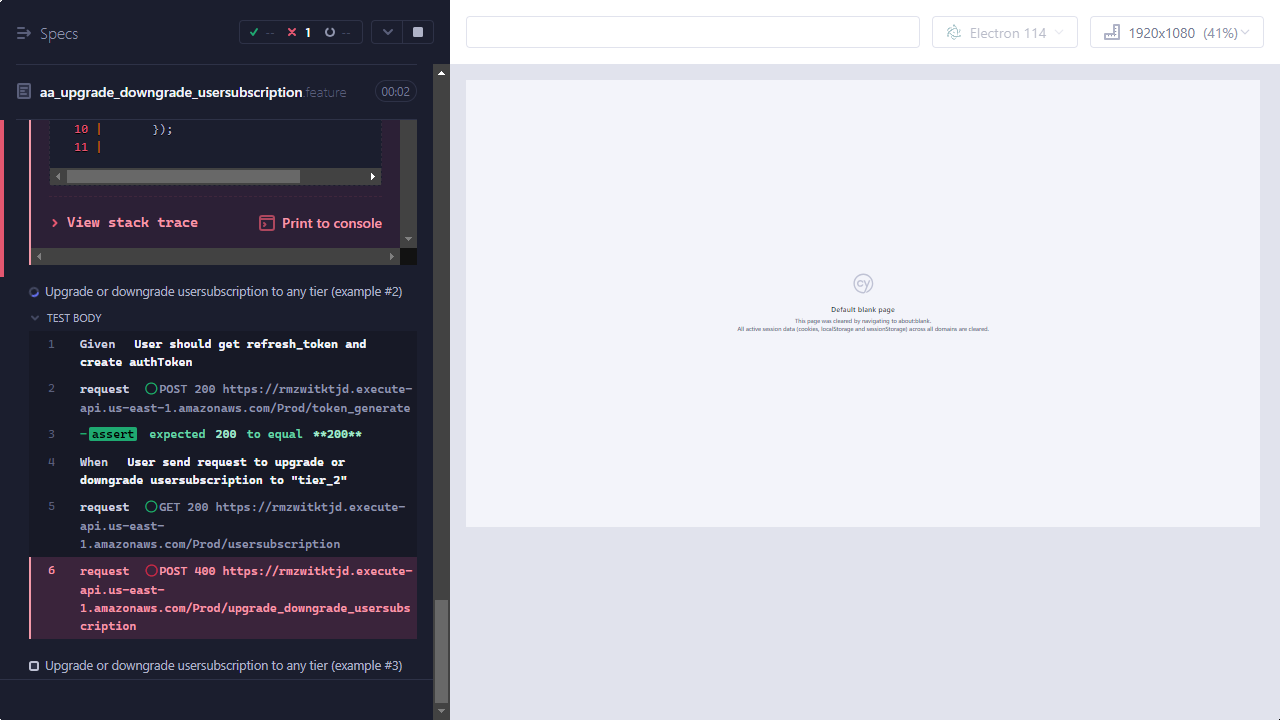 Specs
-- 1 --
Electron 114
1920x1080 (41%)
aa_upgrade_downgrade_usersubscription.feature
00:02
10 | });
11 |
View stack trace
Print to console
Upgrade or downgrade usersubscription to any tier (example #2)
TEST BODY
1 Given User should get refresh_token and
create authToken
2 request POST 200 https://rmzwitktjd.execute-
api.us-east-1.amazonaws.com/Prod/token_generate
3 -assert expected 200 to equal **200**
4 When User send request to upgrade or
downgrade usersubscription to "tier_2"
5 request GET 200 https://rmzwitktjd.execute-
api.us-east-
1.amazonaws.com/Prod/usersubscription
6 request POST 400 https://rmzwitktjd.execute-
api.us-east-
1.amazonaws.com/Prod/upgrade_downgrade_usersubs
cription
Upgrade or downgrade usersubscription to any tier (example #3)
cy
Default blank page
This page was cleared by navigating to about:blank.
All active session data (cookies, localStorage and sessionStorage) across all domains are cleared.